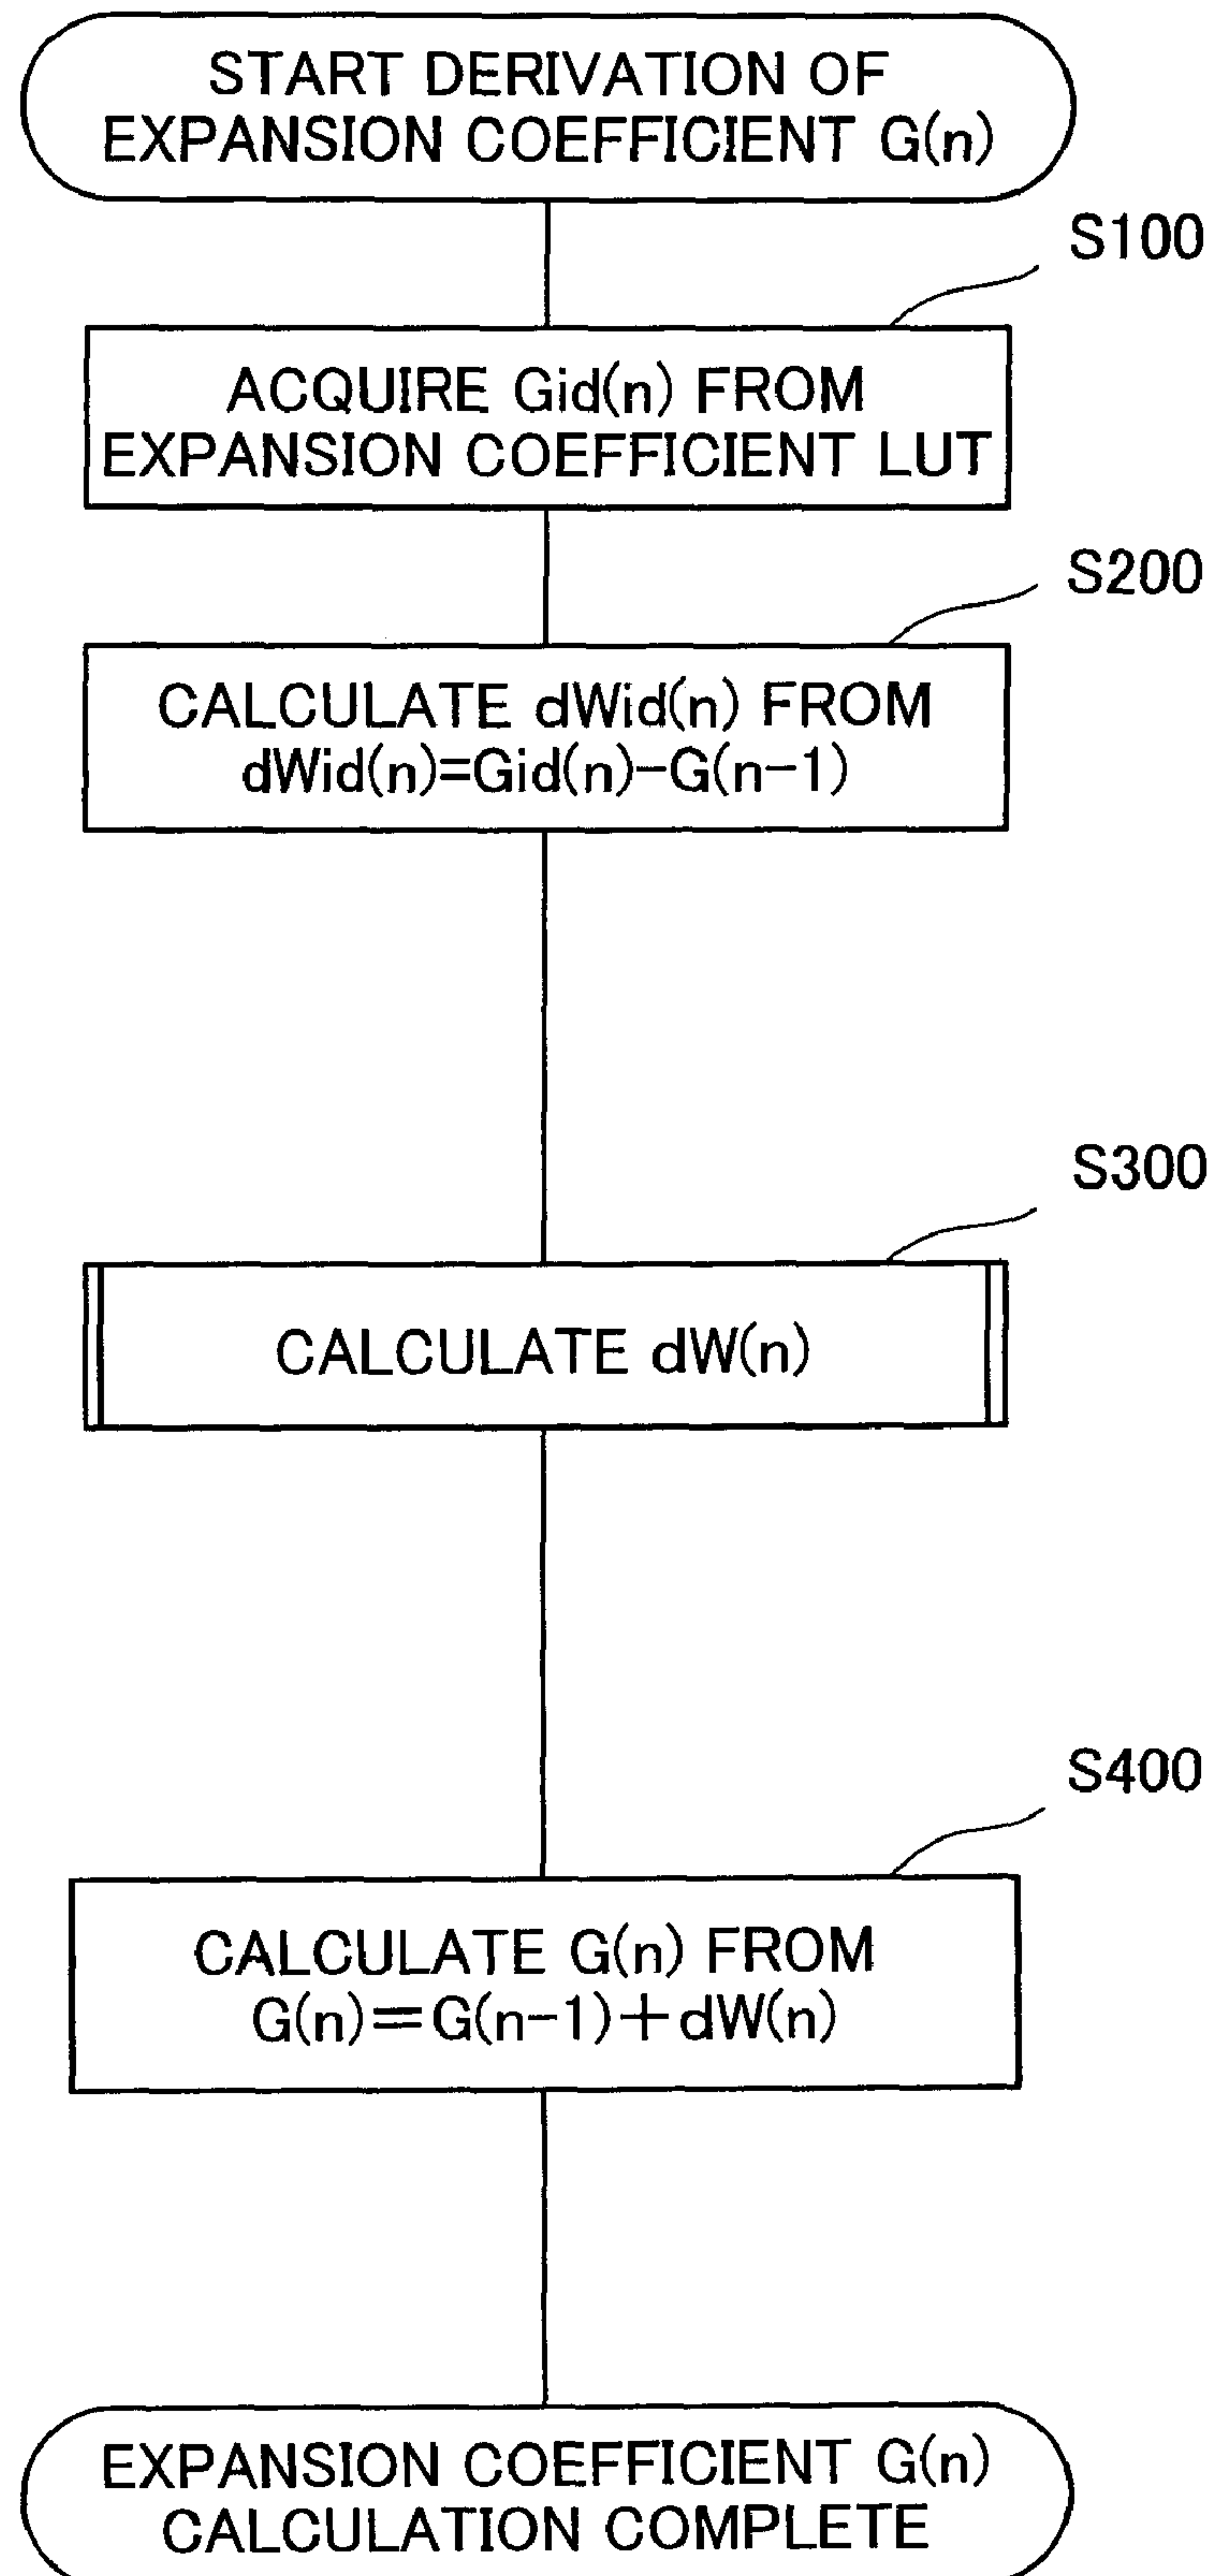 START DERIVATION OF
EXPANSION COEFFICIENT G(n)
S100
ACQUIRE Gid(n) FROM
EXPANSION COEFFICIENT LUT
S200
CALCULATE dWid(n) FROM
dWid(n)=Gid(n)-G(n-1)
S300
CALCULATE dW(n)
S400
CALCULATE G(n) FROM
G(n)=G(n-1)+dW(n)
EXPANSION COEFFICIENT G(n)
CALCULATION COMPLETE